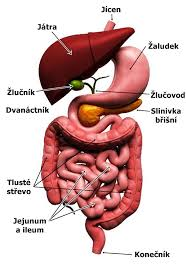 Jícen
Játra
Žaludek
Žlučník
Dvanáctník
Žlučovod
Slinivka
břišní
Tlusté
střevo
Jejunum
a ileum
Konečník